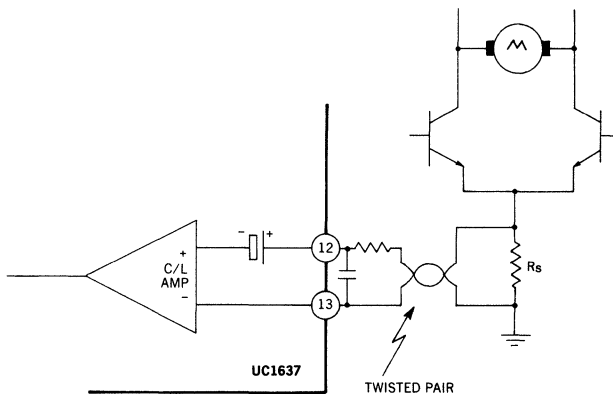 -
+
12
+
C/L
AMP
-
13
Rs
UC1637
TWISTED PAIR